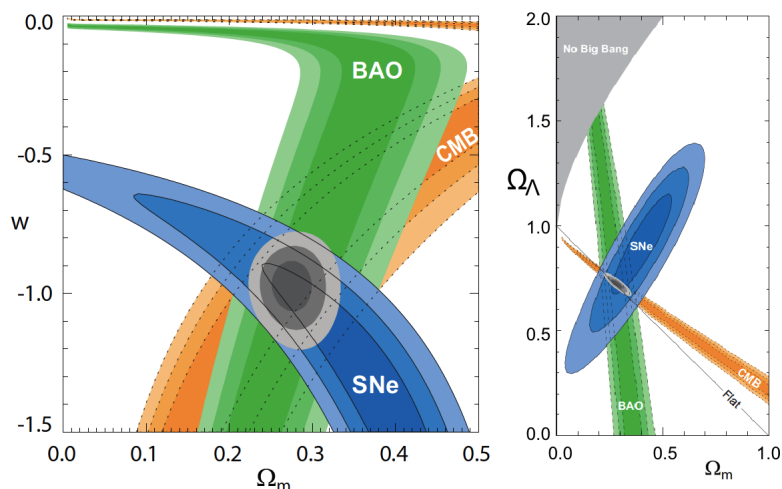 0.0
-0.5
-1.0
-1.5
w
BAO
CMB
SNe
0.0 0.1 0.2 0.3 0.4 0.5
Ωm
2.0
1.5
1.0
0.5
0.0
ΩΛ
No Big Bang
SNe
CMB
Flat
BAO
0.0 0.5 1.0
Ωm